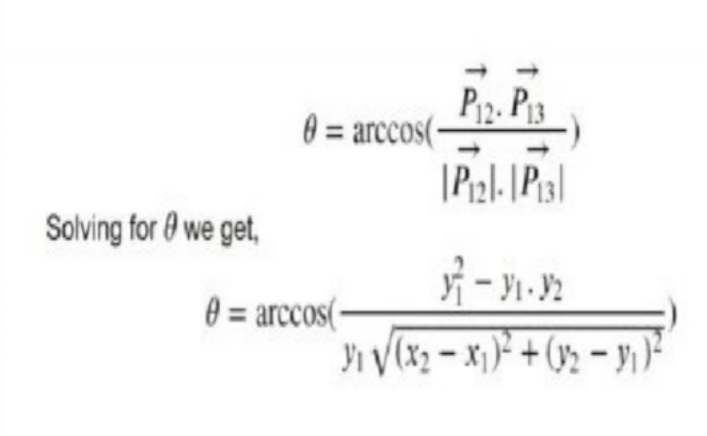 θ = arccos( (P⃗₁₂ . P⃗₁₃) / (|P⃗₁₂| . |P⃗₁₃|) )
Solving for θ we get,
θ = arccos( (y₁² − y₁ . y₂) / (y₁ √((x₂ − x₁)² + (y₂ − y₁)²)) )